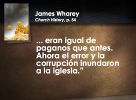 James Wharey
Church History, p. 54
... eran igual de
paganos que antes.
Ahora el error y la
corrupción inundaron
a la iglesia."